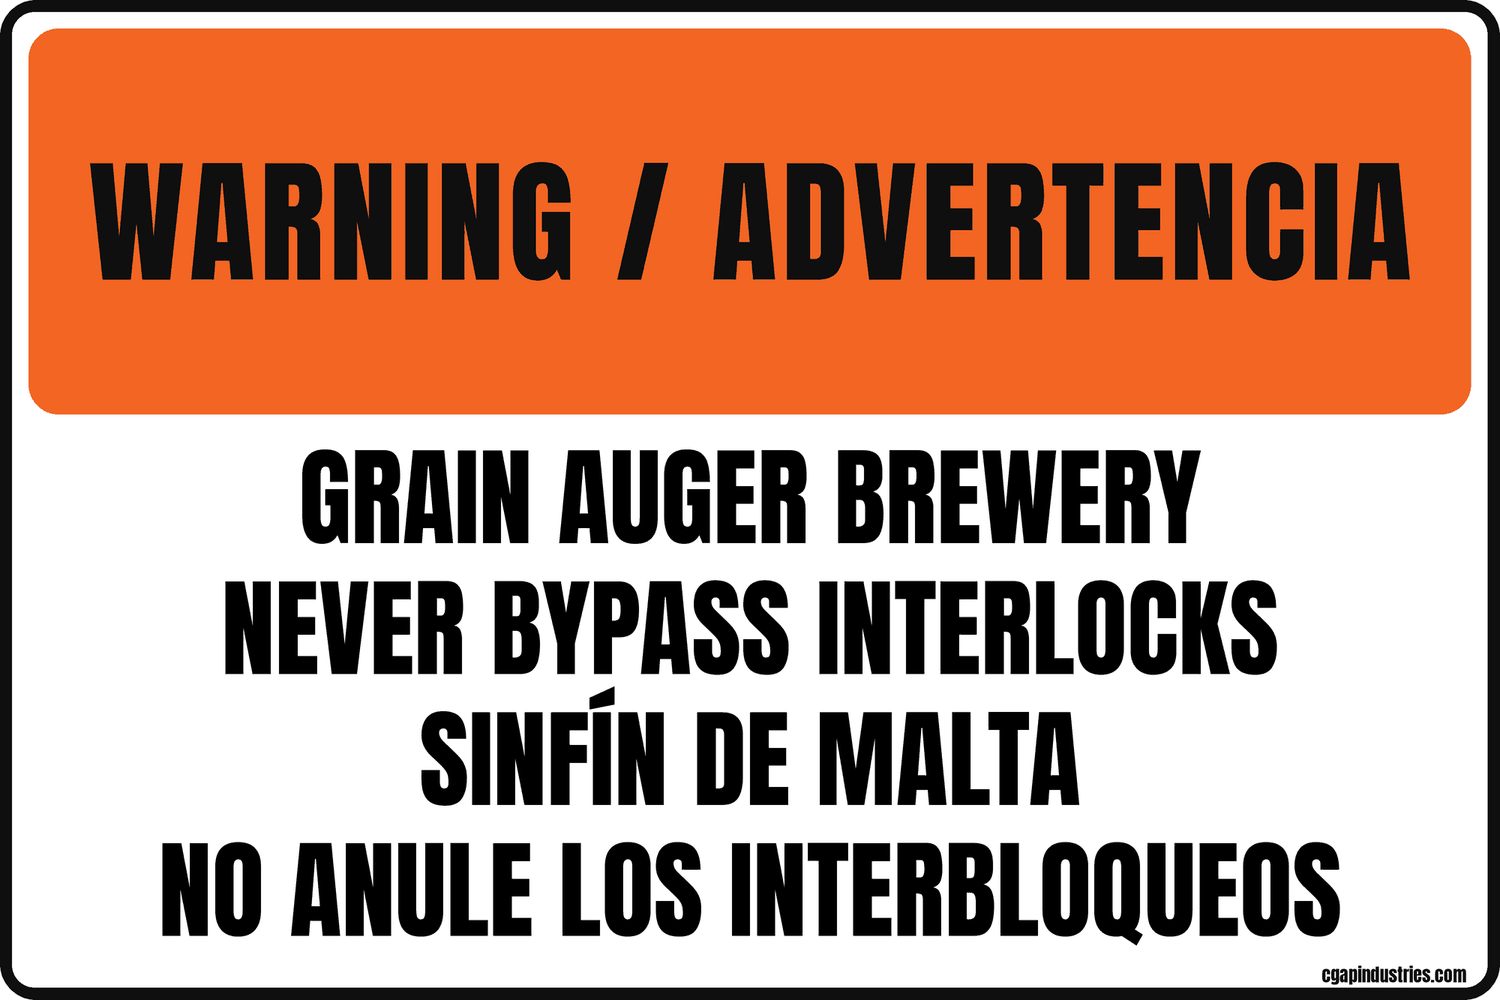 WARNING / ADVERTENCIA
GRAIN AUGER BREWERY
NEVER BYPASS INTERLOCKS
SINFÍN DE MALTA
NO ANULE LOS INTERBLOQUEOS
cgapindustries.com